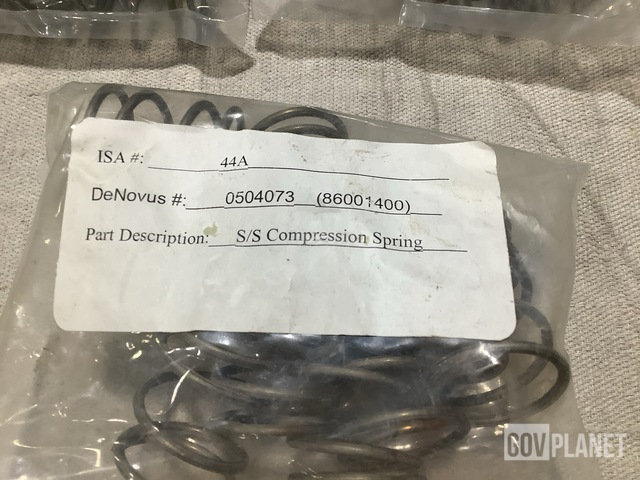 ISA #: 44A
DeNovus #: 0504073 (86001400)
Part Description: S/S Compression Spring
GOVPLANET